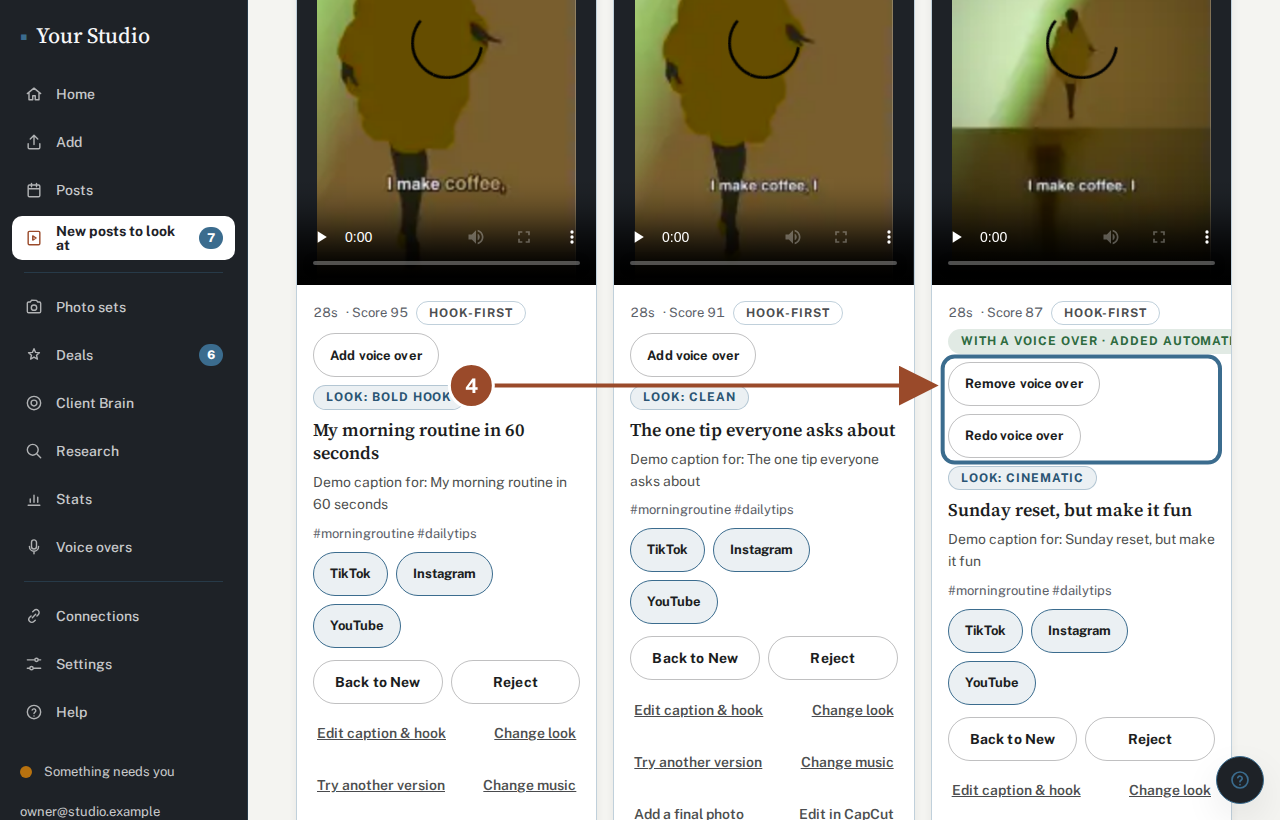 Your Studio
Home
Add
Posts
New posts to look at
7
Photo sets
Deals
6
Client Brain
Research
Stats
Voice overs
Connections
Settings
Help
Something needs you
owner@studio.example
I make coffee,
0:00
28s · Score 95 HOOK-FIRST
Add voice over
LOOK: BOLD HOOK
4
My morning routine in 60
seconds
Demo caption for: My morning routine in
60 seconds
#morningroutine #dailytips
TikTok Instagram
YouTube
Back to New Reject
Edit caption & hook Change look
Try another version Change music
I make coffee, I
0:00
28s · Score 91 HOOK-FIRST
Add voice over
LOOK: CLEAN
The one tip everyone asks about
Demo caption for: The one tip everyone
asks about
#morningroutine #dailytips
TikTok Instagram
YouTube
Back to New Reject
Edit caption & hook Change look
Try another version Change music
Add a final photo Edit in CapCut
I make coffee, I
0:00
28s · Score 87 HOOK-FIRST
WITH A VOICE OVER · ADDED
Remove voice over
Redo voice over
LOOK: CINEMATIC
Sunday reset, but make it fun
Demo caption for: Sunday reset, but make
it fun
#morningroutine #dailytips
TikTok Instagram
YouTube
Back to New Reject
Edit caption & hook Change look